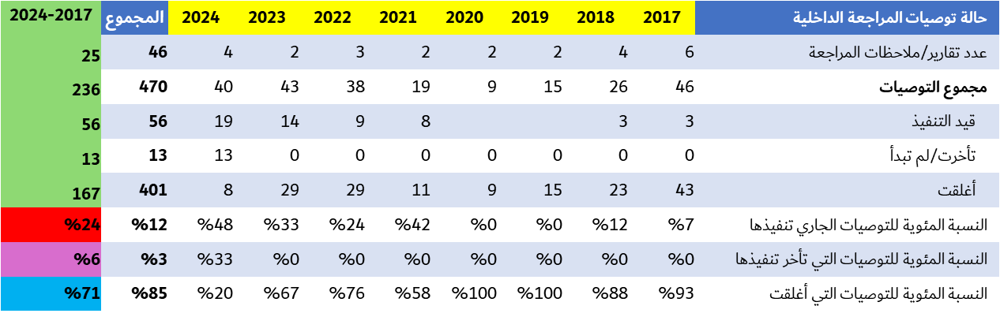 حالة توصيات المراجعة الداخلية 2017 2018 2019 2020 2021 2022 2023 2024 المجموع 2017-2024
عدد تقارير/ملاحظات المراجعة 6 4 2 2 2 3 2 4 46 25
مجموع التوصيات 46 26 15 9 19 38 43 40 470 236
قيد التنفيذ 3 3 8 9 14 19 56 56
تأخرت/لم تبدأ 0 0 0 0 0 0 0 13 13 13
أغلقت 43 23 15 9 11 29 29 8 401 167
النسبة المئوية للتوصيات الجاري تنفيذها %7 %12 %0 %0 %42 %24 %33 %48 %12 %24
النسبة المئوية للتوصيات التي تأخر تنفيذها %0 %0 %0 %0 %0 %0 %0 %33 %3 %6
النسبة المئوية للتوصيات التي أغلقت %93 %88 %100 %100 %58 %76 %67 %20 %85 %71